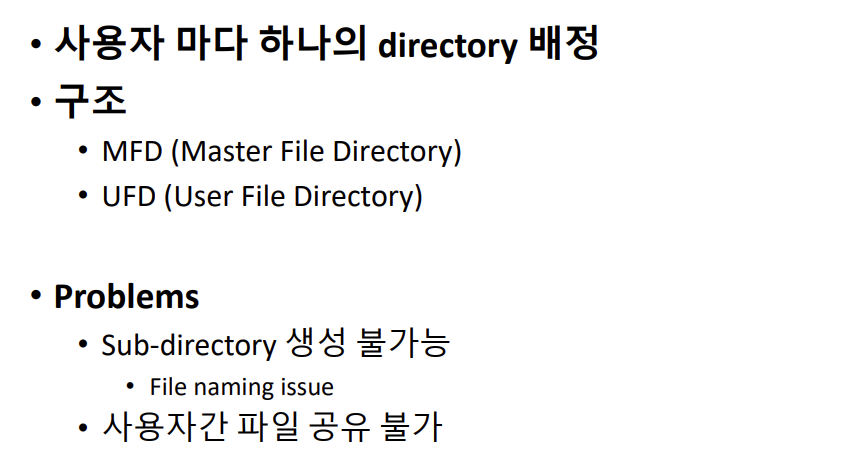 • 사용자 마다 하나의 directory 배정
• 구조
• MFD (Master File Directory)
• UFD (User File Directory)
• Problems
• Sub-directory 생성 불가능
• File naming issue
• 사용자간 파일 공유 불가